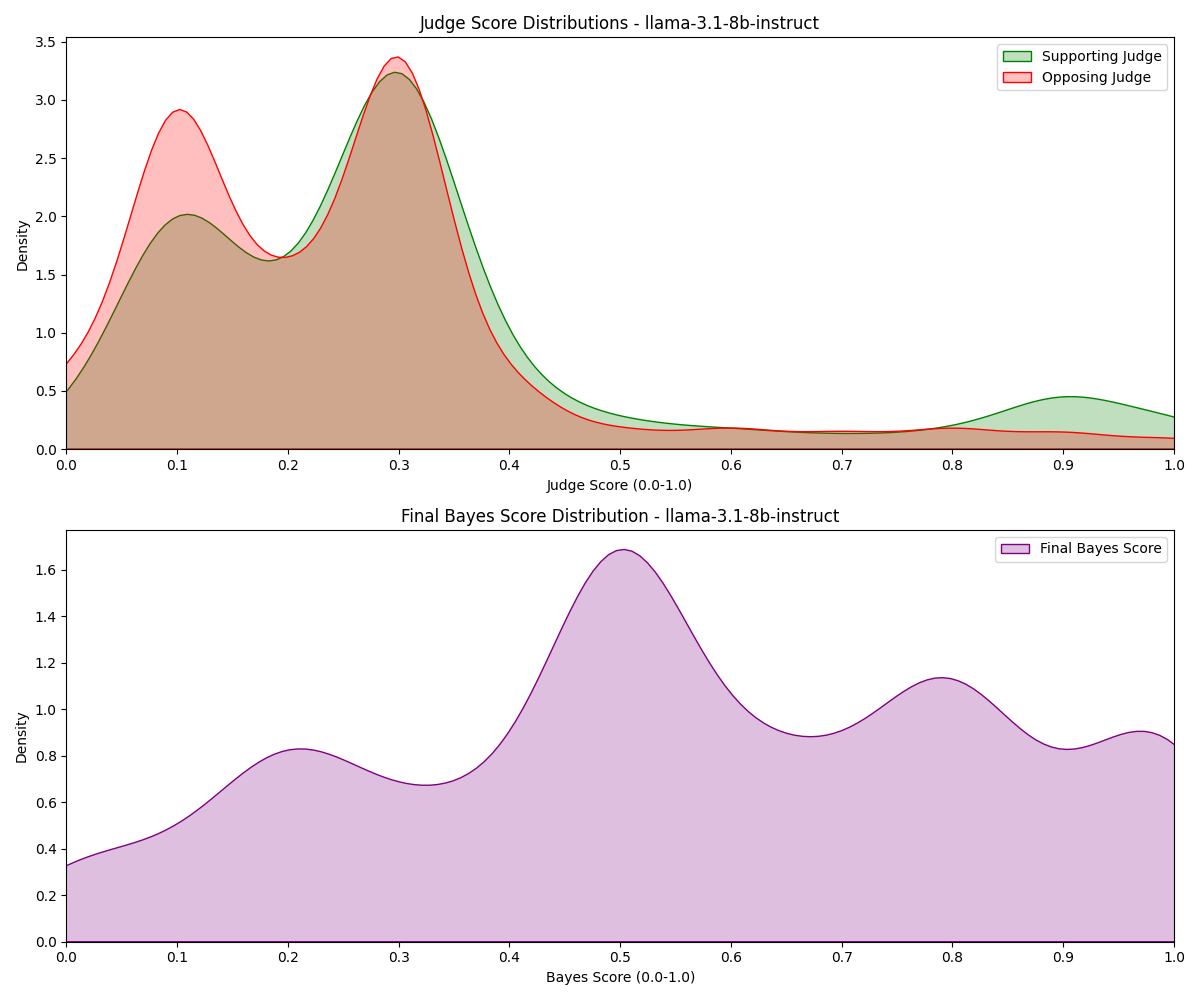 Judge Score Distributions - llama-3.1-8b-instruct
Supporting Judge
Opposing Judge
Density
3.5
3.0
2.5
2.0
1.5
1.0
0.5
0.0
0.0 0.1 0.2 0.3 0.4 0.5 0.6 0.7 0.8 0.9 1.0
Judge Score (0.0-1.0)
Final Bayes Score Distribution - llama-3.1-8b-instruct
Final Bayes Score
Density
1.6
1.4
1.2
1.0
0.8
0.6
0.4
0.2
0.0
0.0 0.1 0.2 0.3 0.4 0.5 0.6 0.7 0.8 0.9 1.0
Bayes Score (0.0-1.0)